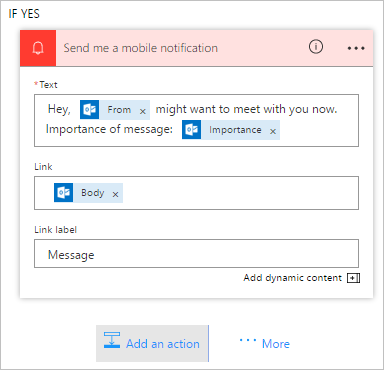 IF YES
Send me a mobile notification
*Text
Hey, From × might want to meet with you now.
Importance of message: Importance ×
Link
Body ×
Link label
Message
Add dynamic content
Add an action ··· More